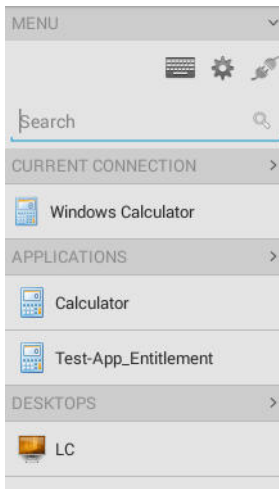 MENU
Search
CURRENT CONNECTION
Windows Calculator
APPLICATIONS
Calculator
Test-App_Entitlement
DESKTOPS
LC